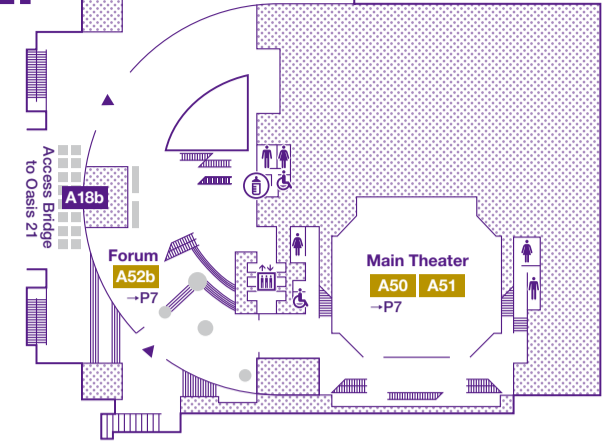 Access Bridge
to Oasis 21
A18b
Forum
A52b
→P7
Main Theater
A50 A51
→P7